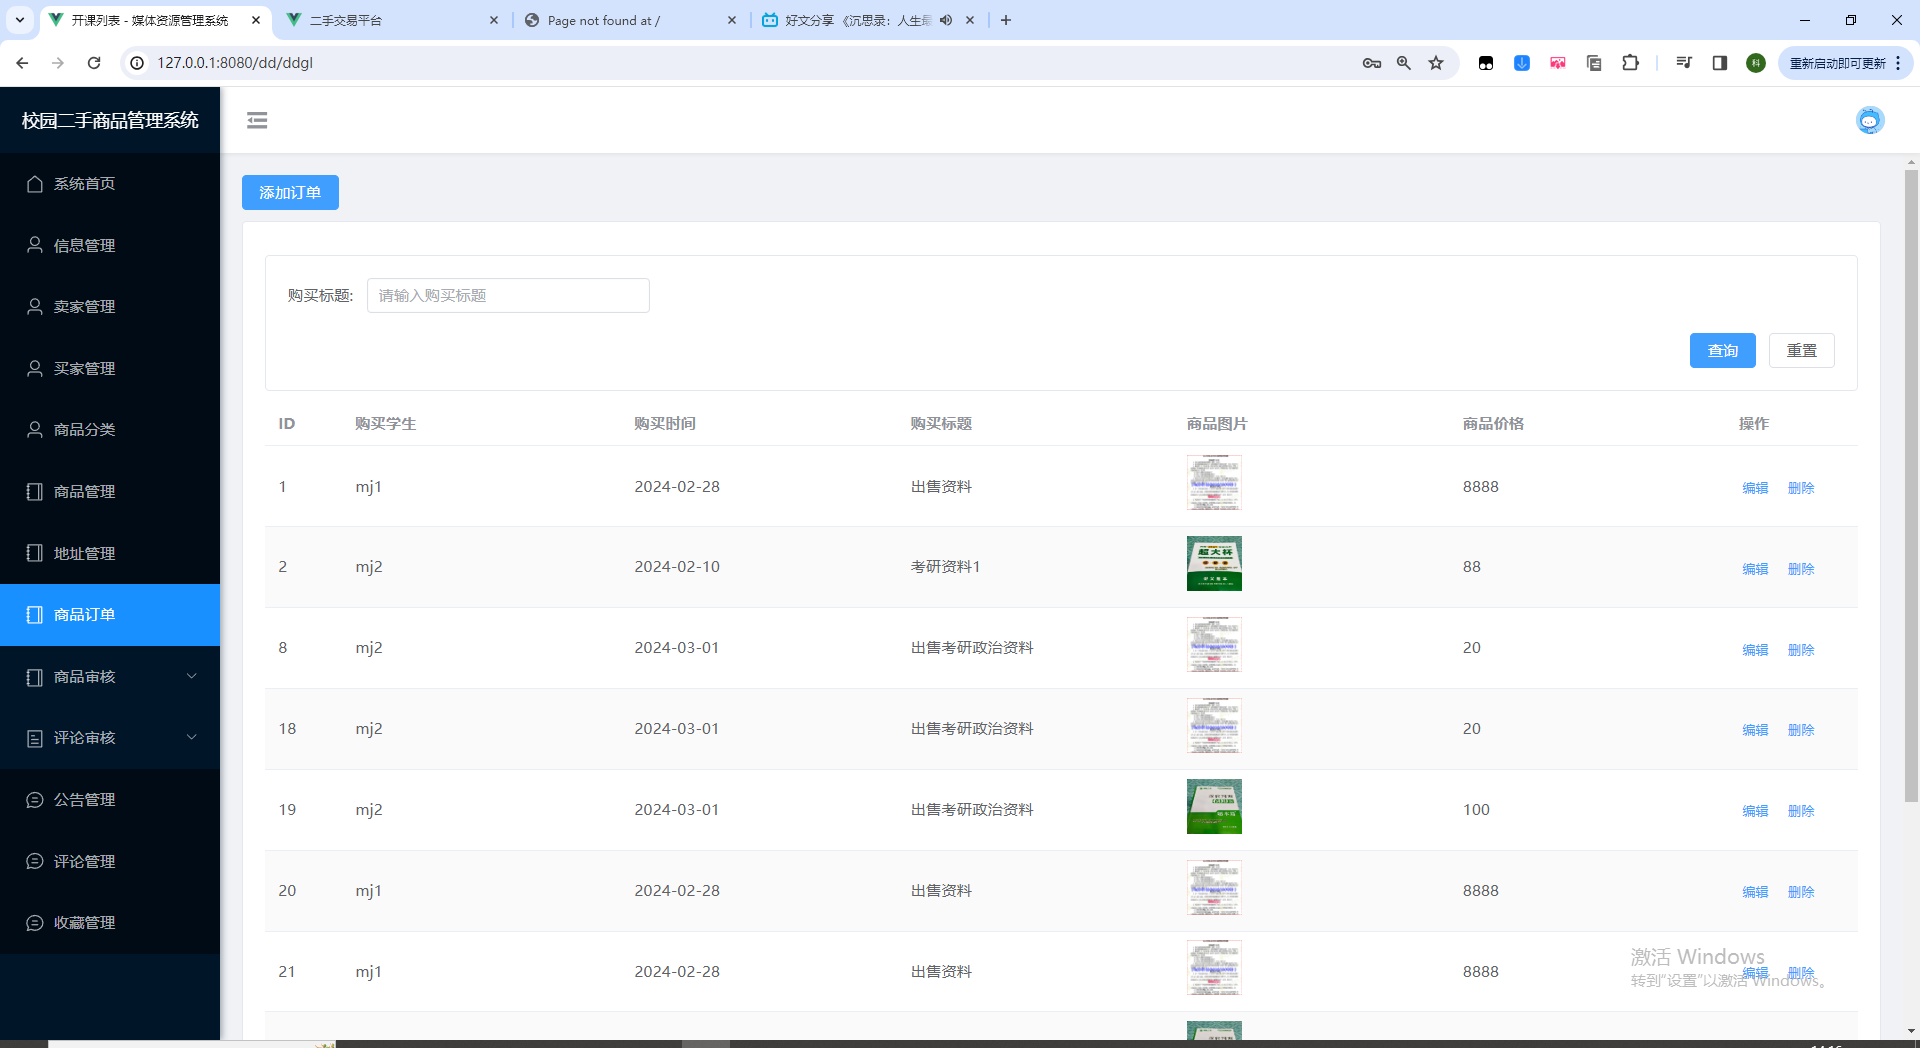 开课列表 - 媒体资源管理系统
二手交易平台
Page not found at /
好文分享 《沉思录：人生最
127.0.0.1:8080/dd/ddgl
科
重新启动即可更新
校园二手商品管理系统
系统首页
信息管理
卖家管理
买家管理
商品分类
商品管理
地址管理
商品订单
商品审核
评论审核
公告管理
评论管理
收藏管理
添加订单
购买标题: 请输入购买标题
查询 重置
ID 购买学生 购买时间 购买标题 商品图片 商品价格 操作
1 mj1 2024-02-28 出售资料 8888 编辑 删除
超大杯
2 mj2 2024-02-10 考研资料1 88 编辑 删除
8 mj2 2024-03-01 出售考研政治资料 20 编辑 删除
18 mj2 2024-03-01 出售考研政治资料 20 编辑 删除
19 mj2 2024-03-01 出售考研政治资料 100 编辑 删除
20 mj1 2024-02-28 出售资料 8888 编辑 删除
21 mj1 2024-02-28 出售资料 8888 编辑 删除
激活 Windows
转到"设置"以激活 Windows。